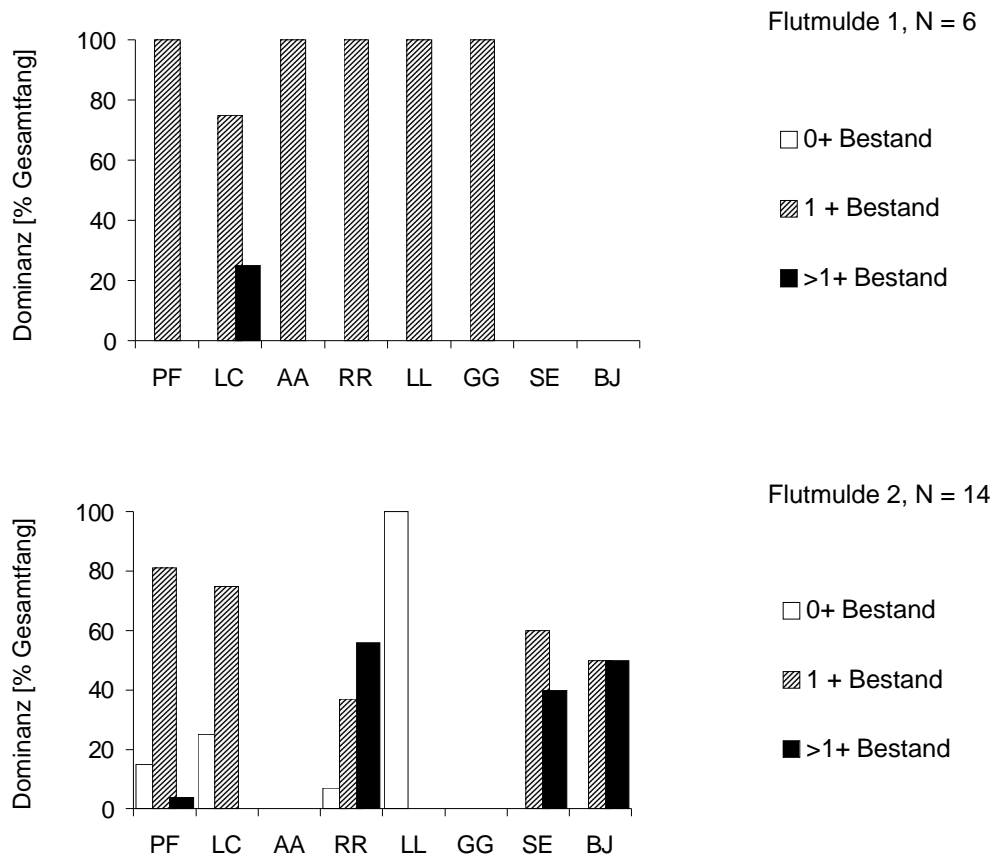 Flutmulde 1, N = 6
Dominanz [% Gesamtfang]
100
80
60
40
20
0
PF LC AA RR LL GG SE BJ
0+ Bestand
1 + Bestand
>1+ Bestand
Flutmulde 2, N = 14
Dominanz [% Gesamtfang]
100
80
60
40
20
0
PF LC AA RR LL GG SE BJ
0+ Bestand
1 + Bestand
>1+ Bestand